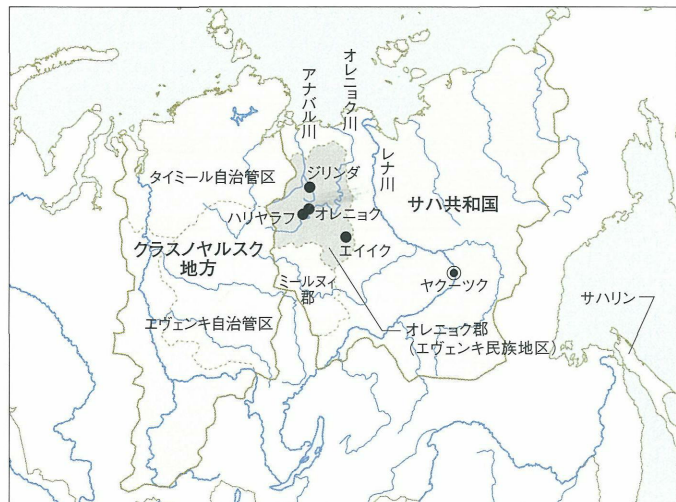 アナバル川
オレニョク川
レナ川
タイミール自治管区
ジリンダ
サハ共和国
ハリヤラフ
オレニョク
クラスノヤルスク
地方
エイイク
ミールヌィ
郡
ヤクーツク
サハリン
エヴェンキ自治管区
オレニョク郡
(エヴェンキ民族地区)